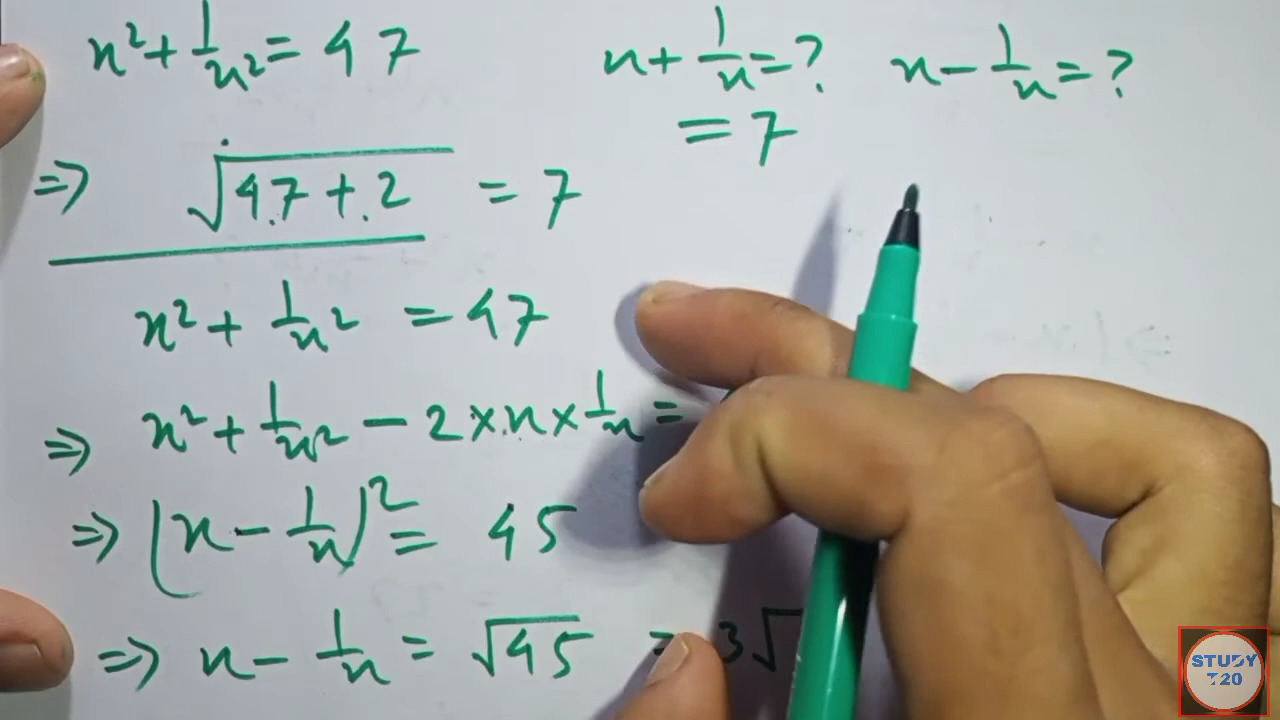 x² + 1/x² = 47
x + 1/x = ? x - 1/x = ?
= 7
⇒ √(47 + 2) = 7
x² + 1/x² = 47
⇒ x² + 1/x² - 2 × x × 1/x =
⇒ (x - 1/x)² = 45
⇒ x - 1/x = √45 = 3√
STUDY
T20